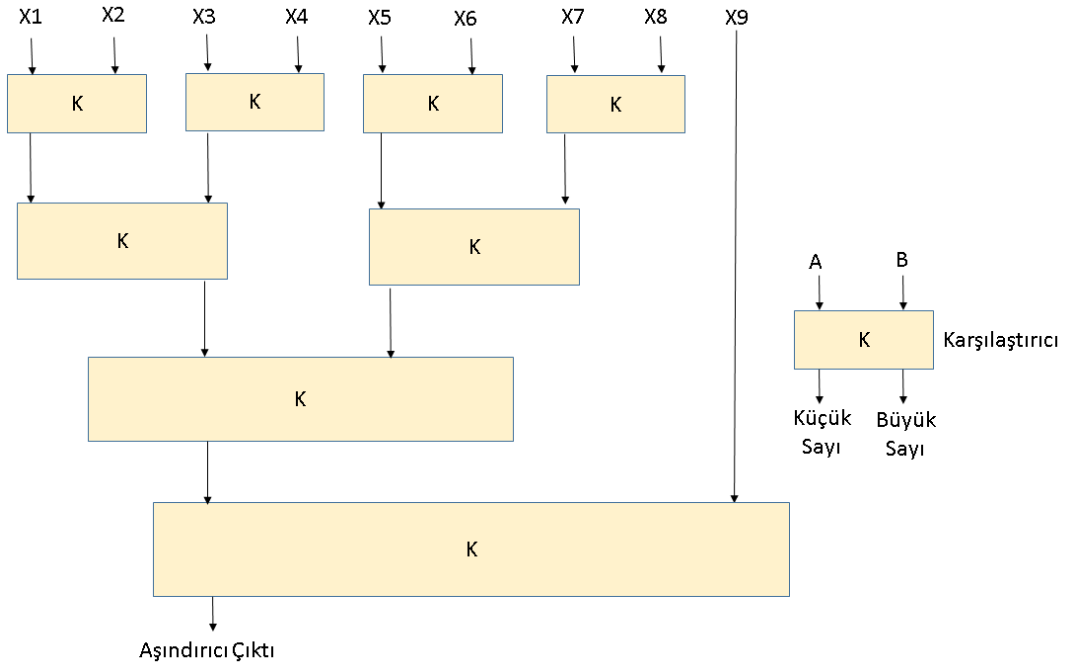 X1 X2 X3 X4 X5 X6 X7 X8 X9
K K K K
K K
A B
K Karşılaştırıcı
Küçük Sayı
Büyük Sayı
K
K
Aşındırıcı Çıktı